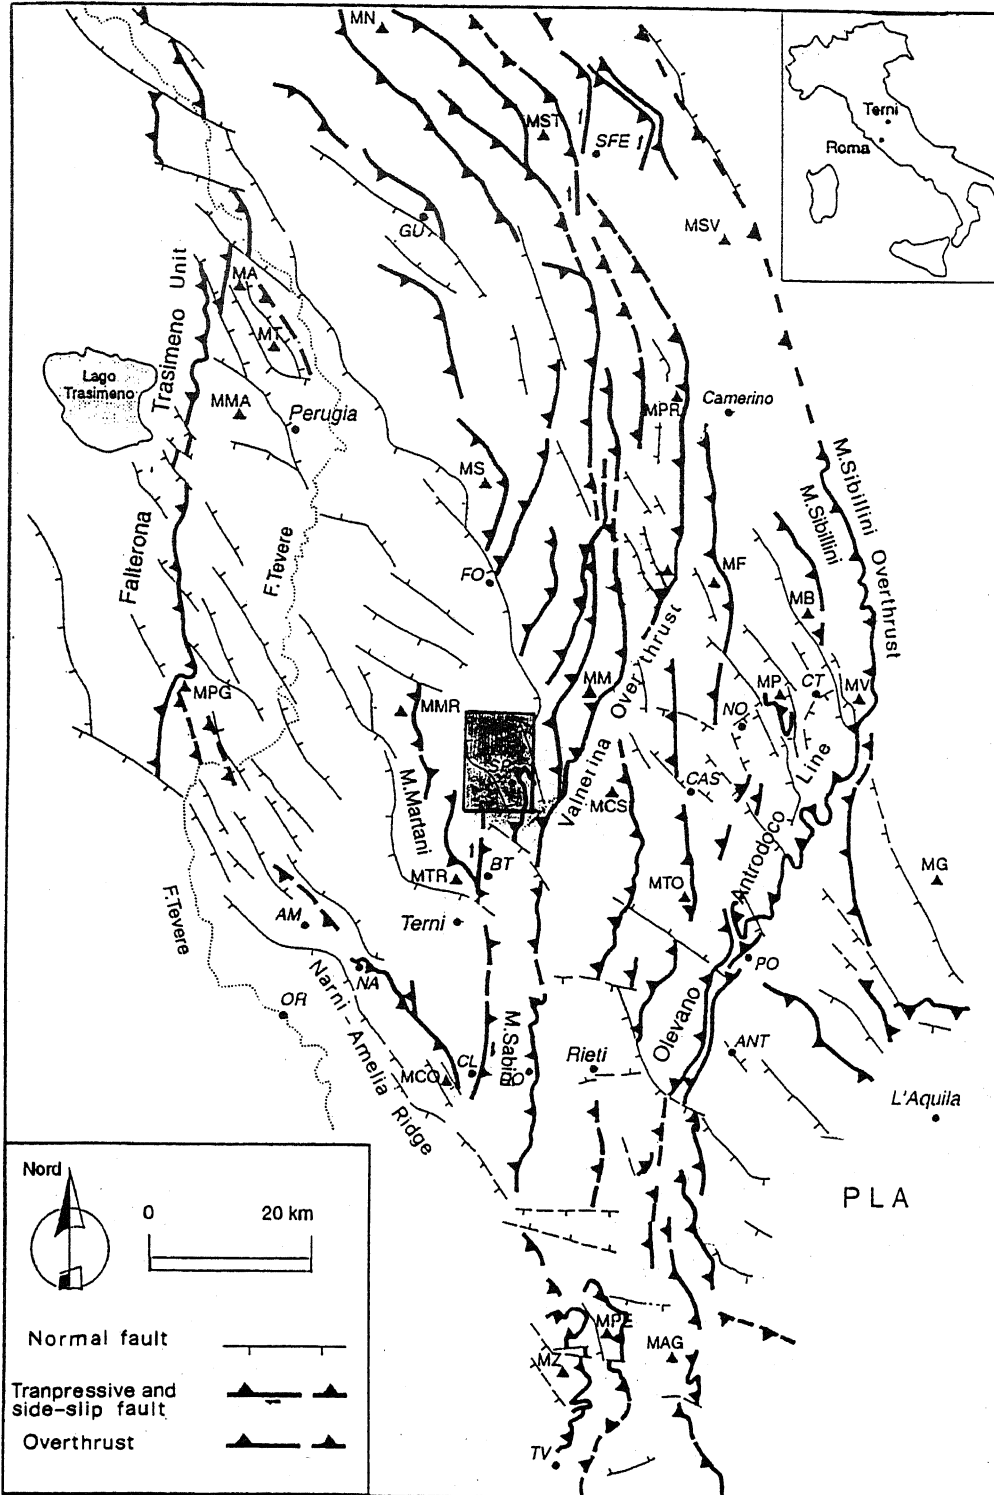 MN
MST
SFE
Terni
Roma
GU
MSV
MA
MT
Trasimeno Unit
Lago
Trasimeno
MMA
Perugia
MPR
Camerino
MS
M.Sibillini Overthrust
M.Sibillini
Falterona
F.Tevere
FO
MF
MB
MPG
MMR
MM
MP
CT
MV
NO
Valnerina Overthrust
M.Martani
MCS
CAS
Line
Antrodoco
MTR
BT
MTO
MG
AM
Terni
F.Tevere
NA
PO
OR
Narni-Amelia Ridge
Olevano
M.Sabini
Rieti
ANT
MCO
CL
L'Aquila
PLA
Nord
0
20 km
Normal fault
Tranpressive and
side-slip fault
Overthrust
MPE
MZ
MAG
TV